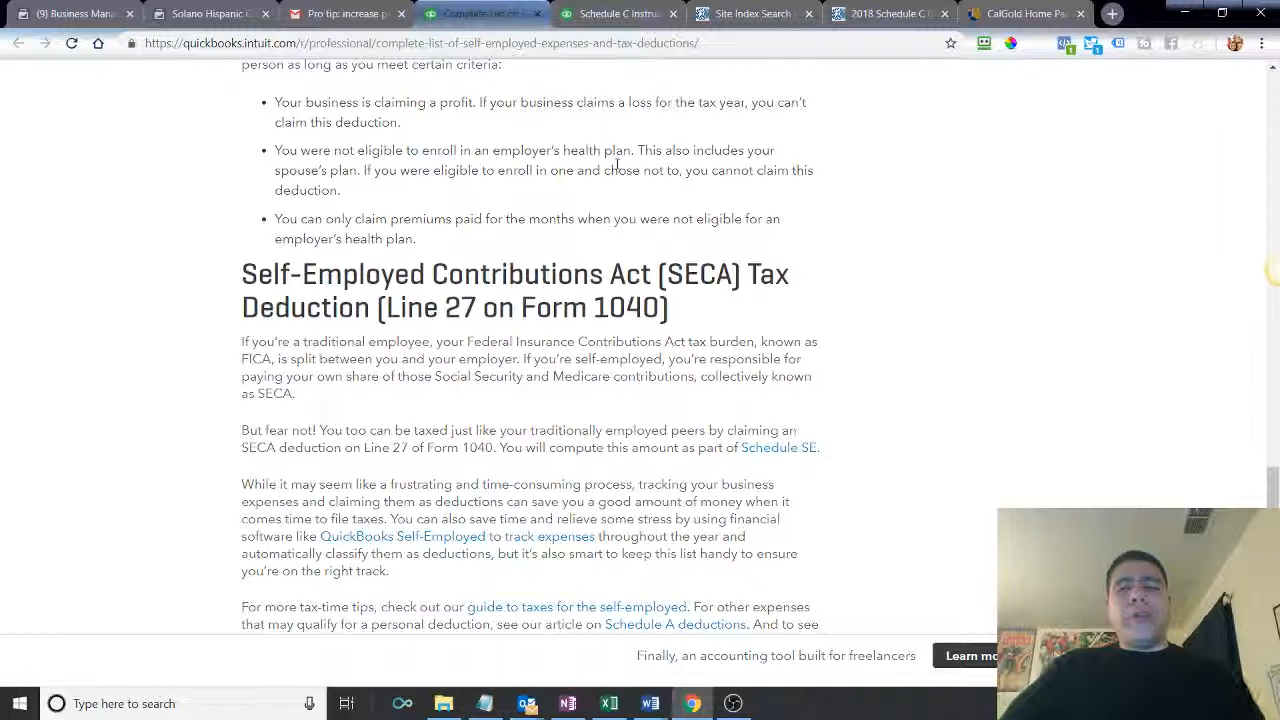 (9) Business Mana
Solano Hispanic C
Pro tip: increase p
Complete List of
Schedule C Instru
Site Index Search
2018 Schedule C
CalGold Home Pa
https://quickbooks.intuit.com/r/professional/complete-list-of-self-employed-expenses-and-tax-deductions/
person as long as you meet certain criteria:
• Your business is claiming a profit. If your business claims a loss for the tax year, you can't
claim this deduction.
• You were not eligible to enroll in an employer's health plan. This also includes your
spouse's plan. If you were eligible to enroll in one and chose not to, you cannot claim this
deduction.
• You can only claim premiums paid for the months when you were not eligible for an
employer's health plan.
Self-Employed Contributions Act (SECA) Tax
Deduction (Line 27 on Form 1040)
If you're a traditional employee, your Federal Insurance Contributions Act tax burden, known as
FICA, is split between you and your employer. If you're self-employed, you're responsible for
paying your own share of those Social Security and Medicare contributions, collectively known
as SECA.
But fear not! You too can be taxed just like your traditionally employed peers by claiming an
SECA deduction on Line 27 of Form 1040. You will compute this amount as part of Schedule SE.
While it may seem like a frustrating and time-consuming process, tracking your business
expenses and claiming them as deductions can save you a good amount of money when it
comes time to file taxes. You can also save time and relieve some stress by using financial
software like QuickBooks Self-Employed to track expenses throughout the year and
automatically classify them as deductions, but it's also smart to keep this list handy to ensure
you're on the right track.
For more tax-time tips, check out our guide to taxes for the self-employed. For other expenses
that may qualify for a personal deduction, see our article on Schedule A deductions. And to see
Finally, an accounting tool built for freelancers
Learn mo
Type here to search